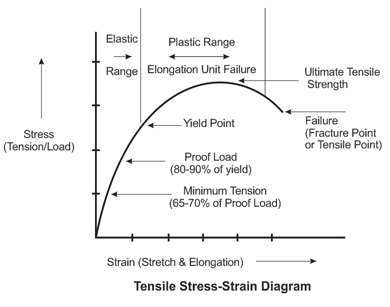 Elastic
Range
Plastic Range
Elongation Unit Failure
Ultimate Tensile
Strength
Yield Point
Failure
(Fracture Point
or Tensile Point)
Stress
(Tension/Load)
Proof Load
(80-90% of yield)
Minimum Tension
(65-70% of Proof Load)
Strain (Stretch & Elongation)
Tensile Stress-Strain Diagram